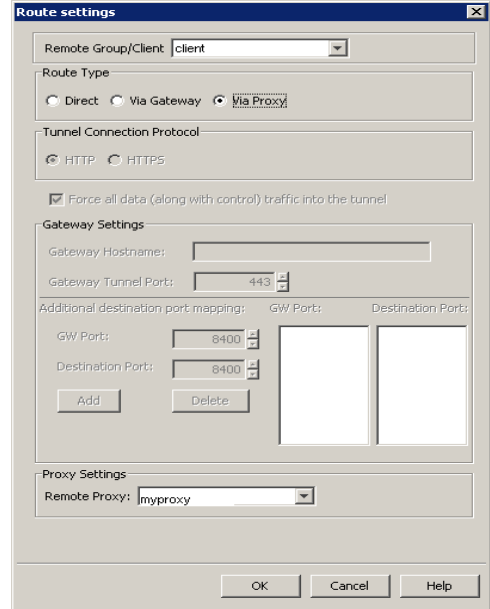 Route settings
Remote Group/Client client
Route Type
Direct Via Gateway Via Proxy
Tunnel Connection Protocol
HTTP HTTPS
Force all data (along with control) traffic into the tunnel
Gateway Settings
Gateway Hostname:
Gateway Tunnel Port: 443
Additional destination port mapping: GW Port: Destination Port:
GW Port: 8400
Destination Port: 8400
Add Delete
Proxy Settings
Remote Proxy: myproxy
OK Cancel Help